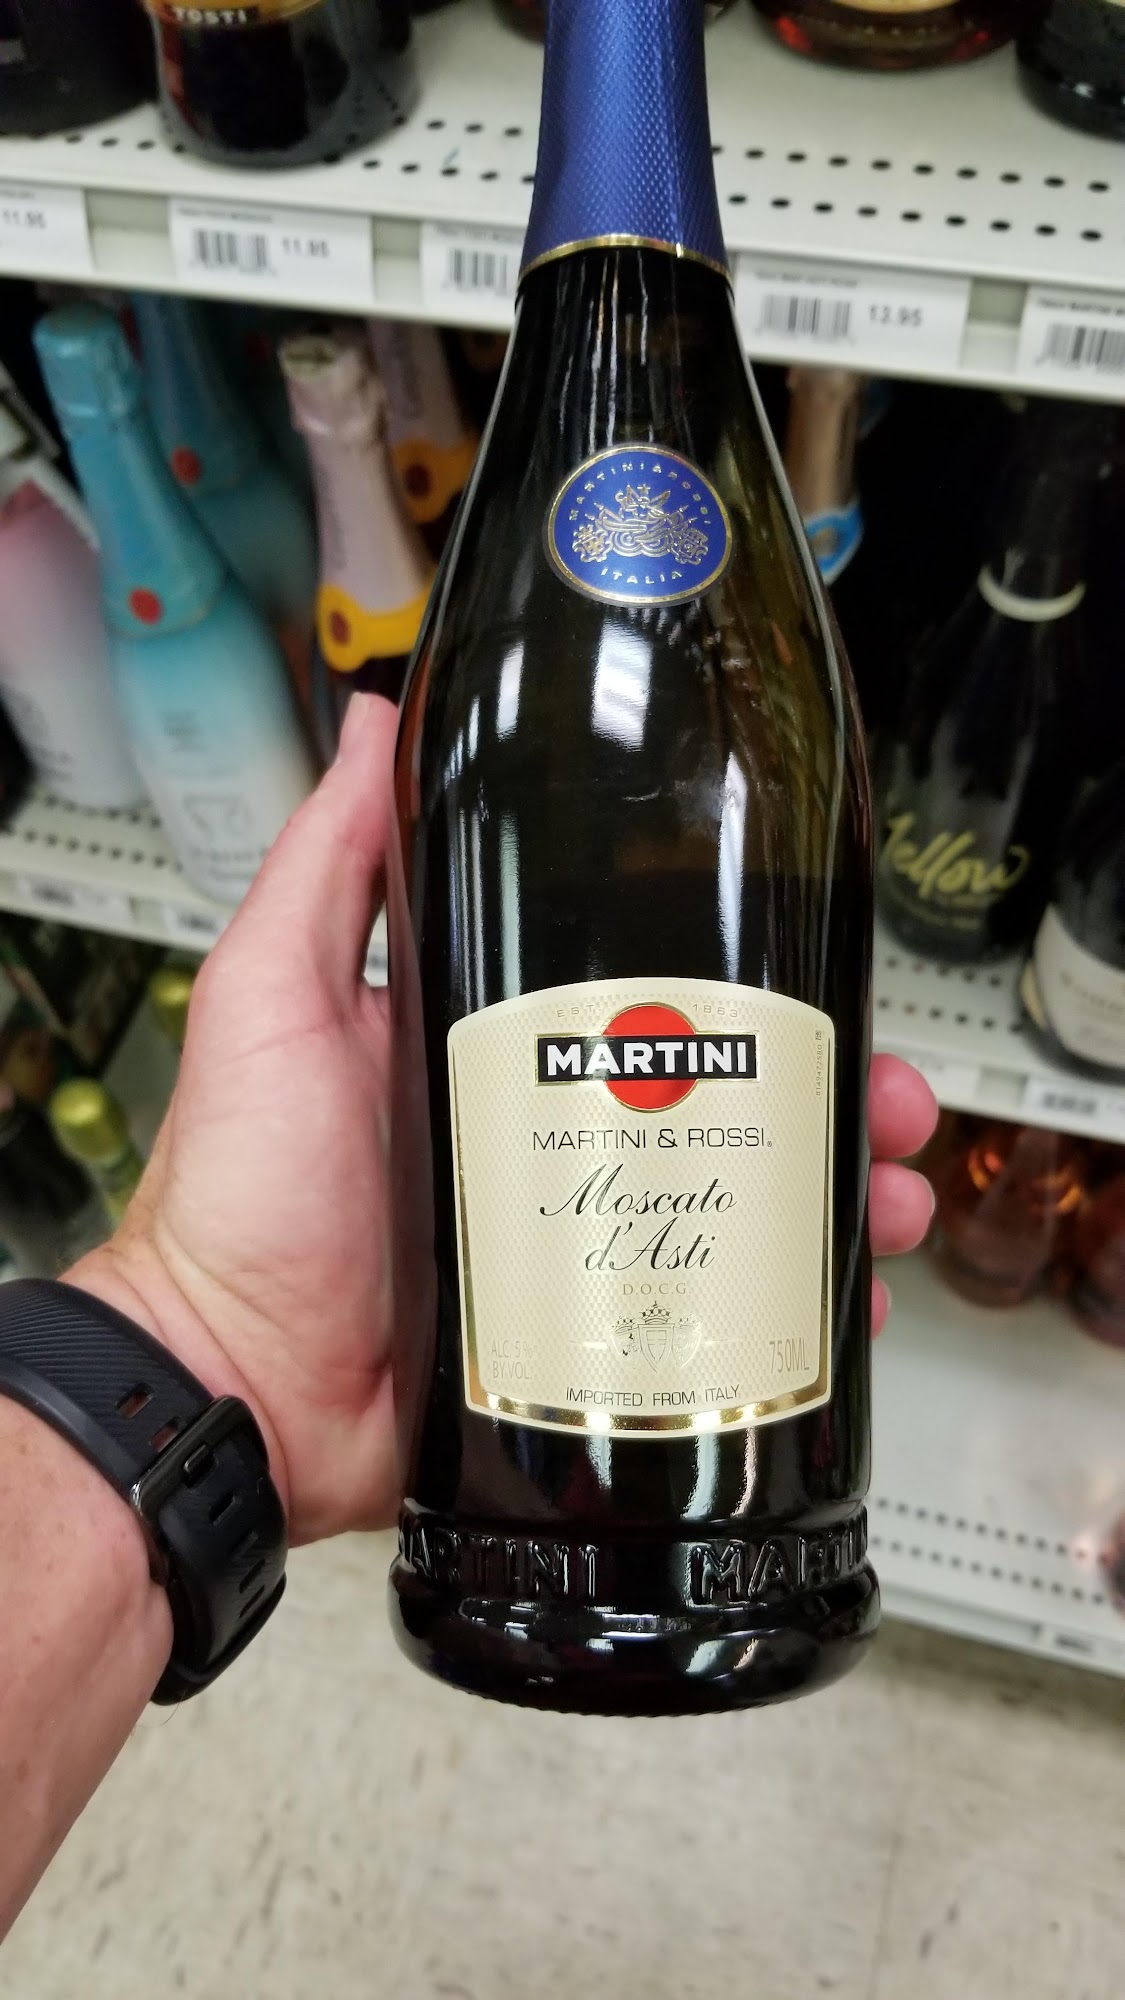 TOSTI
11.95
11.95
13.95
MARTINI & ROSSI
ITALIA
Yellow
EST 1863
MARTINI
MARTINI & ROSSI®
Moscato
d'Asti
D.O.C.G.
ALC. 5%
BY VOL.
750ML
IMPORTED FROM ITALY
MARTINI MARTINI